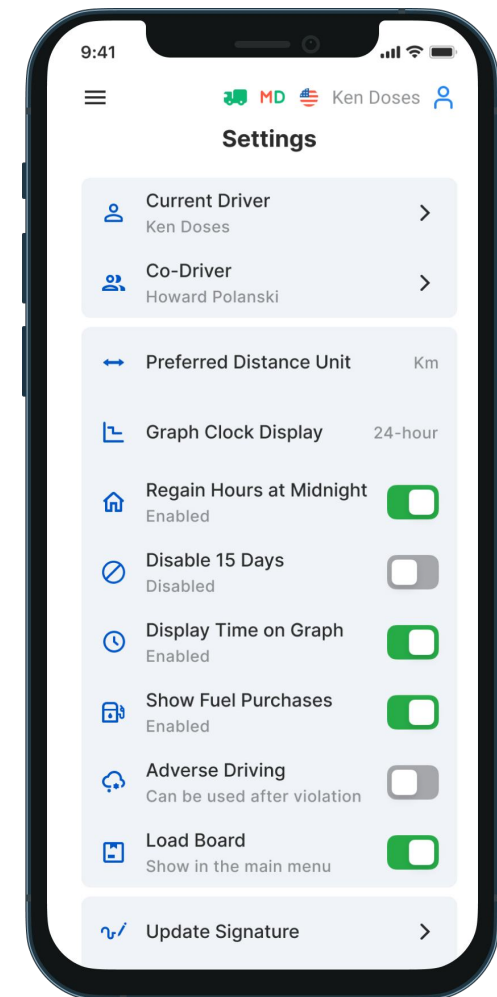 9:41
MD Ken Doses
Settings
Current Driver
Ken Doses
Co-Driver
Howard Polanski
Preferred Distance Unit Km
Graph Clock Display 24-hour
Regain Hours at Midnight
Enabled
Disable 15 Days
Disabled
Display Time on Graph
Enabled
Show Fuel Purchases
Enabled
Adverse Driving
Can be used after violation
Load Board
Show in the main menu
Update Signature